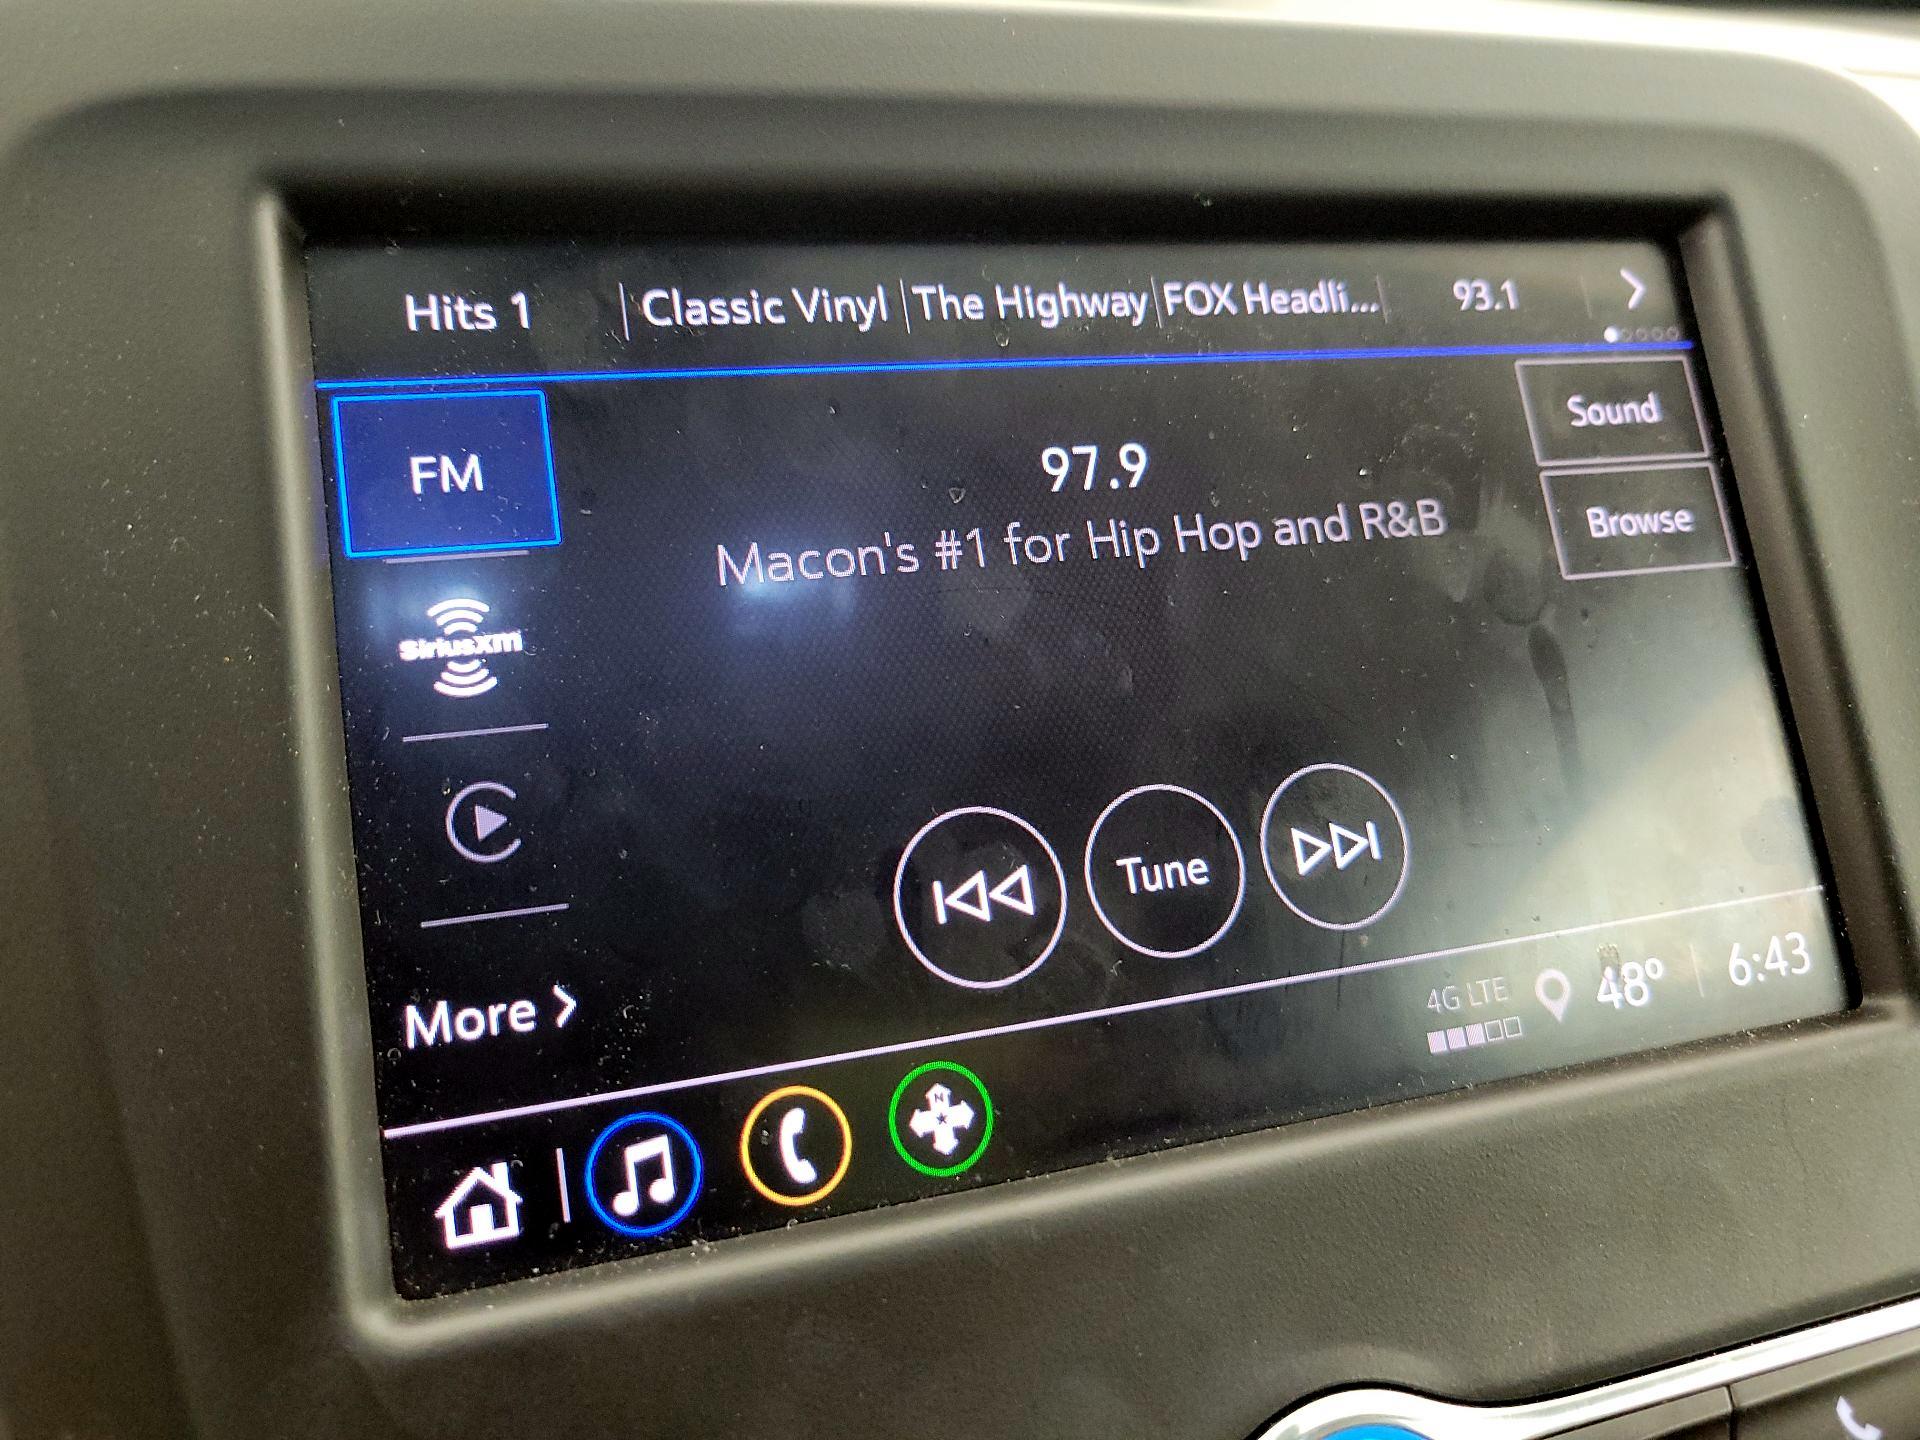 Hits 1 Classic Vinyl The Highway FOX Headli... 93.1
FM
97.9
Macon's #1 for Hip Hop and R&B
Sound
Browse
SiriusXM
Tune
More
4G LTE 48° 6:43
N